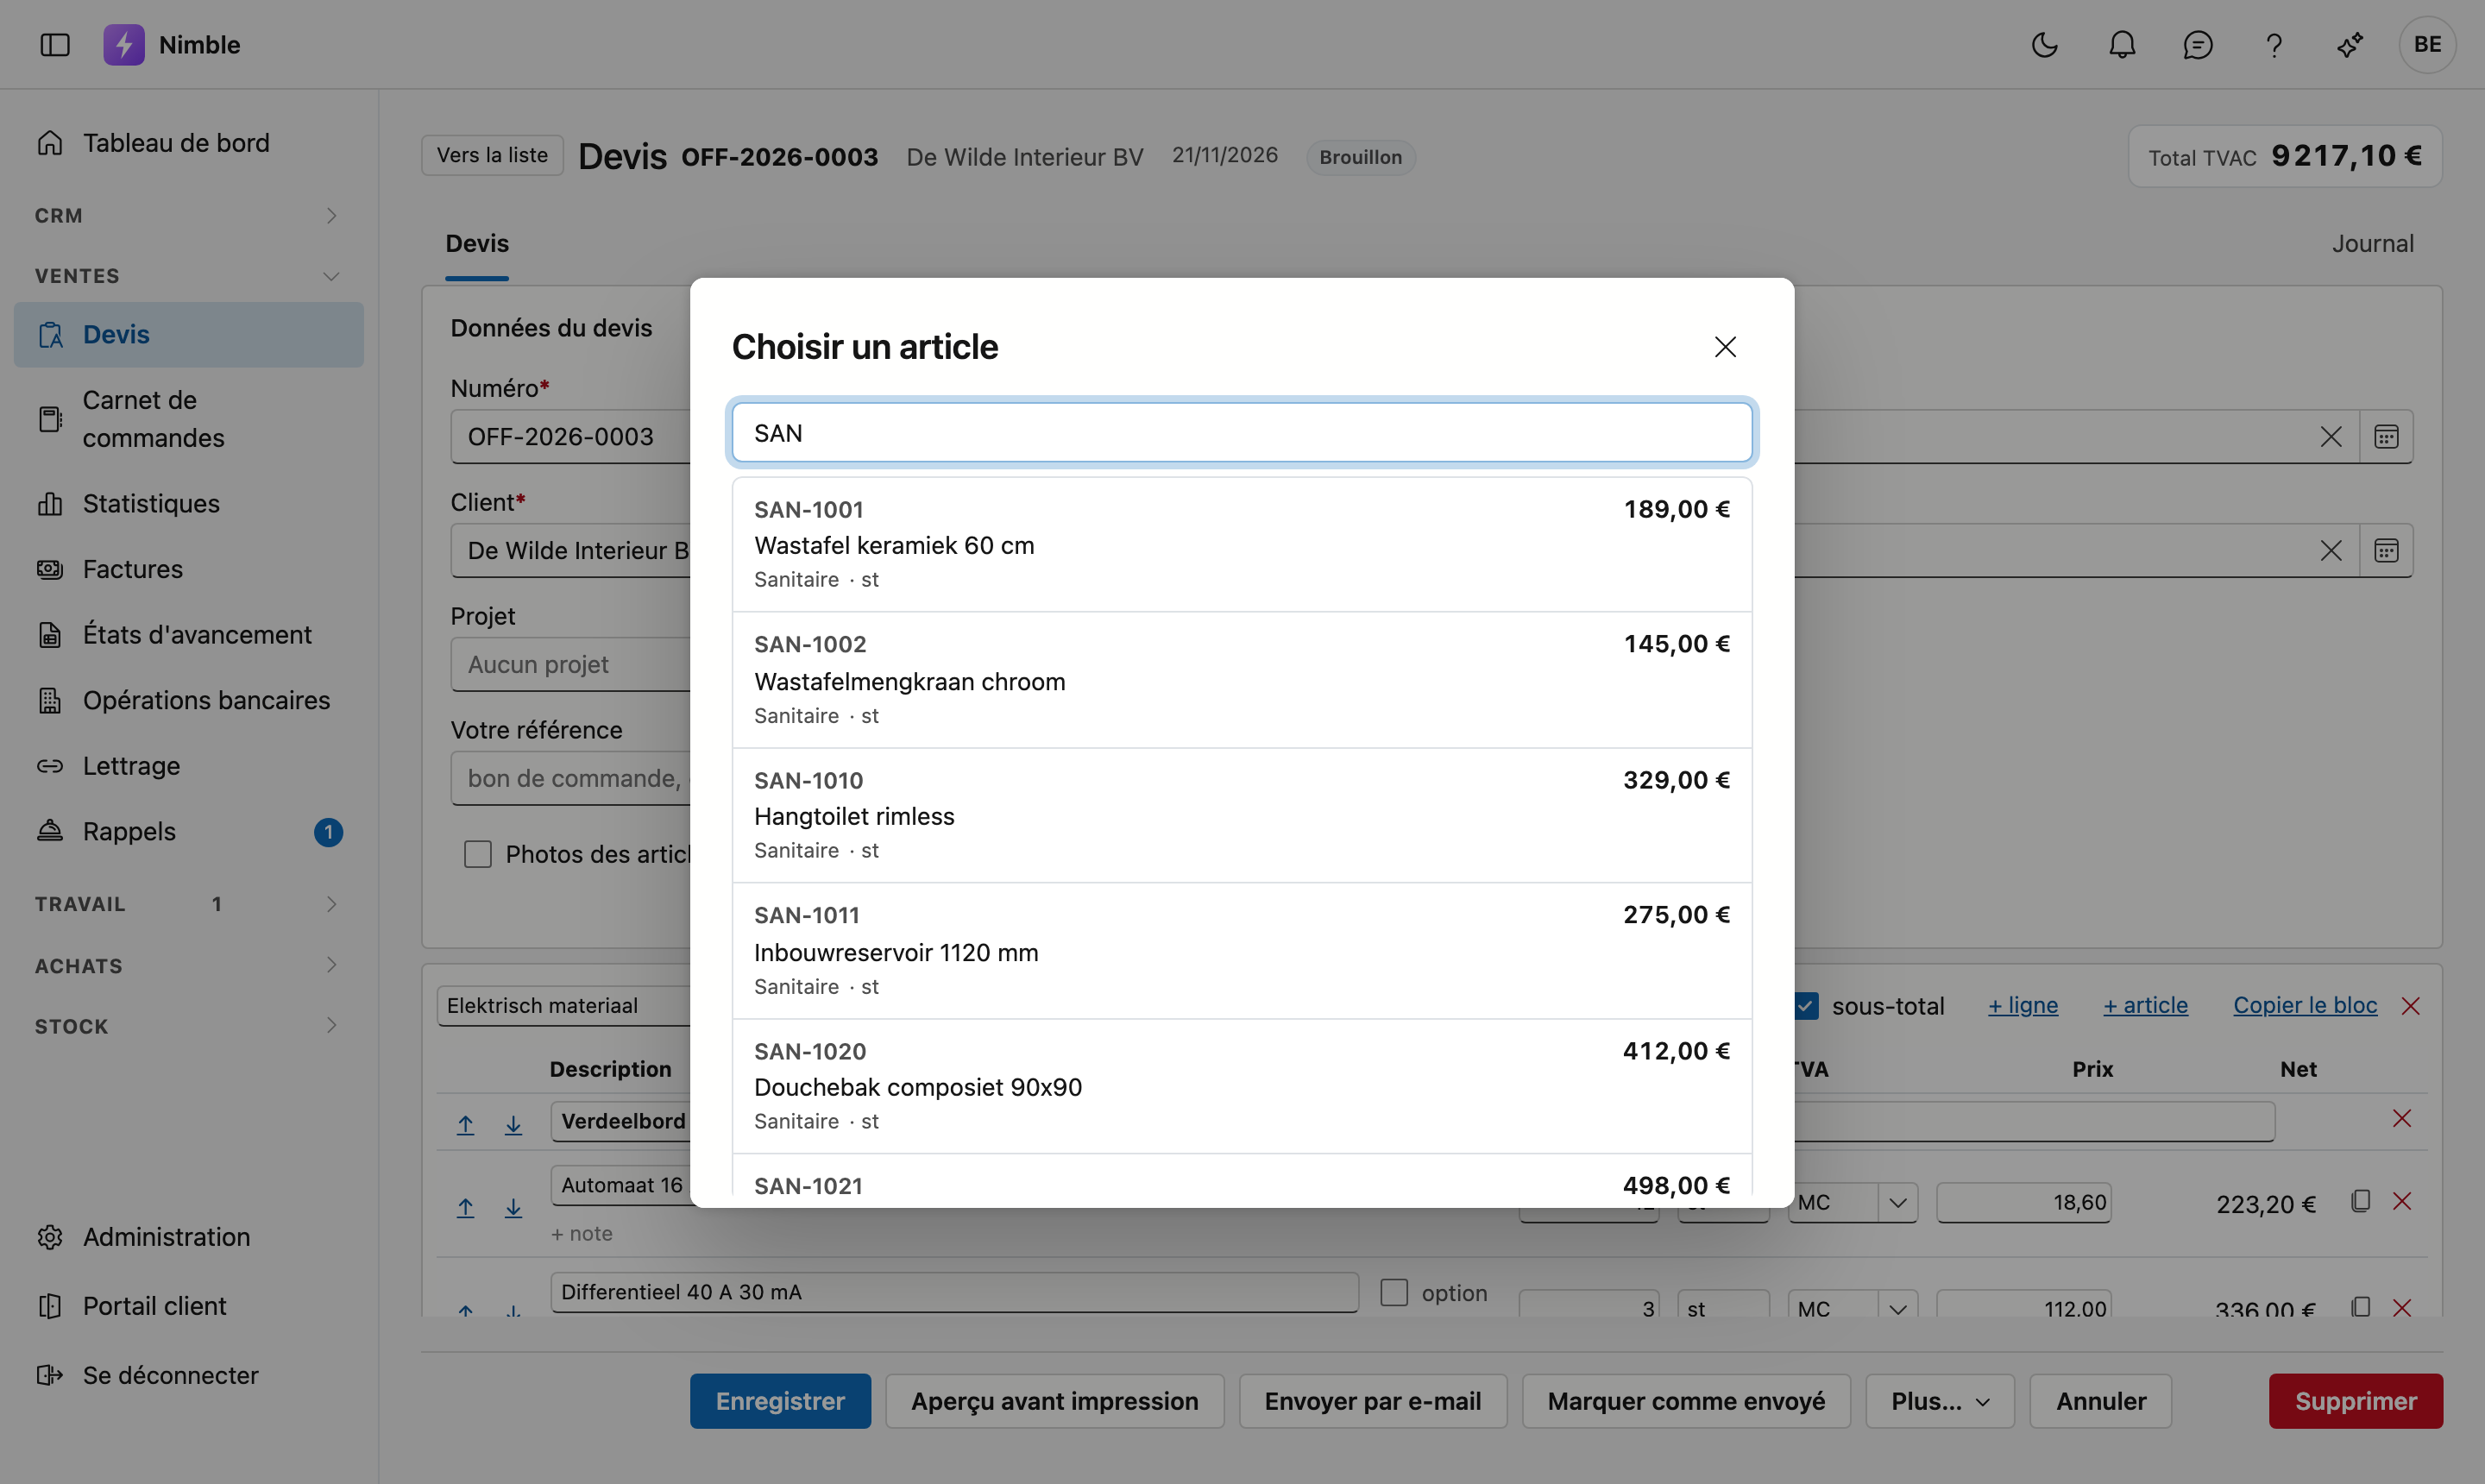 Nimble
BE
Tableau de bord
CRM
VENTES
Devis
Carnet de
commandes
Statistiques
Factures
États d'avancement
Opérations bancaires
Lettrage
Rappels 1
TRAVAIL 1
ACHATS
STOCK
Administration
Portail client
Se déconnecter
Vers la liste Devis OFF-2026-0003 De Wilde Interieur BV 21/11/2026 Brouillon Total TVAC 9 217,10 €
Devis Journal
Données du devis
Numéro*
OFF-2026-0003
Client*
De Wilde Interieur B
Projet
Aucun projet
Votre référence
bon de commande,
Photos des articl
Choisir un article
SAN
SAN-1001 189,00 €
Wastafel keramiek 60 cm
Sanitaire · st
SAN-1002 145,00 €
Wastafelmengkraan chroom
Sanitaire · st
SAN-1010 329,00 €
Hangtoilet rimless
Sanitaire · st
SAN-1011 275,00 €
Inbouwreservoir 1120 mm
Sanitaire · st
SAN-1020 412,00 €
Douchebak composiet 90x90
Sanitaire · st
SAN-1021 498,00 €
Elektrisch materiaal sous-total + ligne + article Copier le bloc
Description TVA Prix Net
Verdeelbord
Automaat 16 12 st MC 18,60 223,20 €
+ note
Differentieel 40 A 30 mA option 3 st MC 112,00 336,00 €
Enregistrer Aperçu avant impression Envoyer par e-mail Marquer comme envoyé Plus... Annuler Supprimer